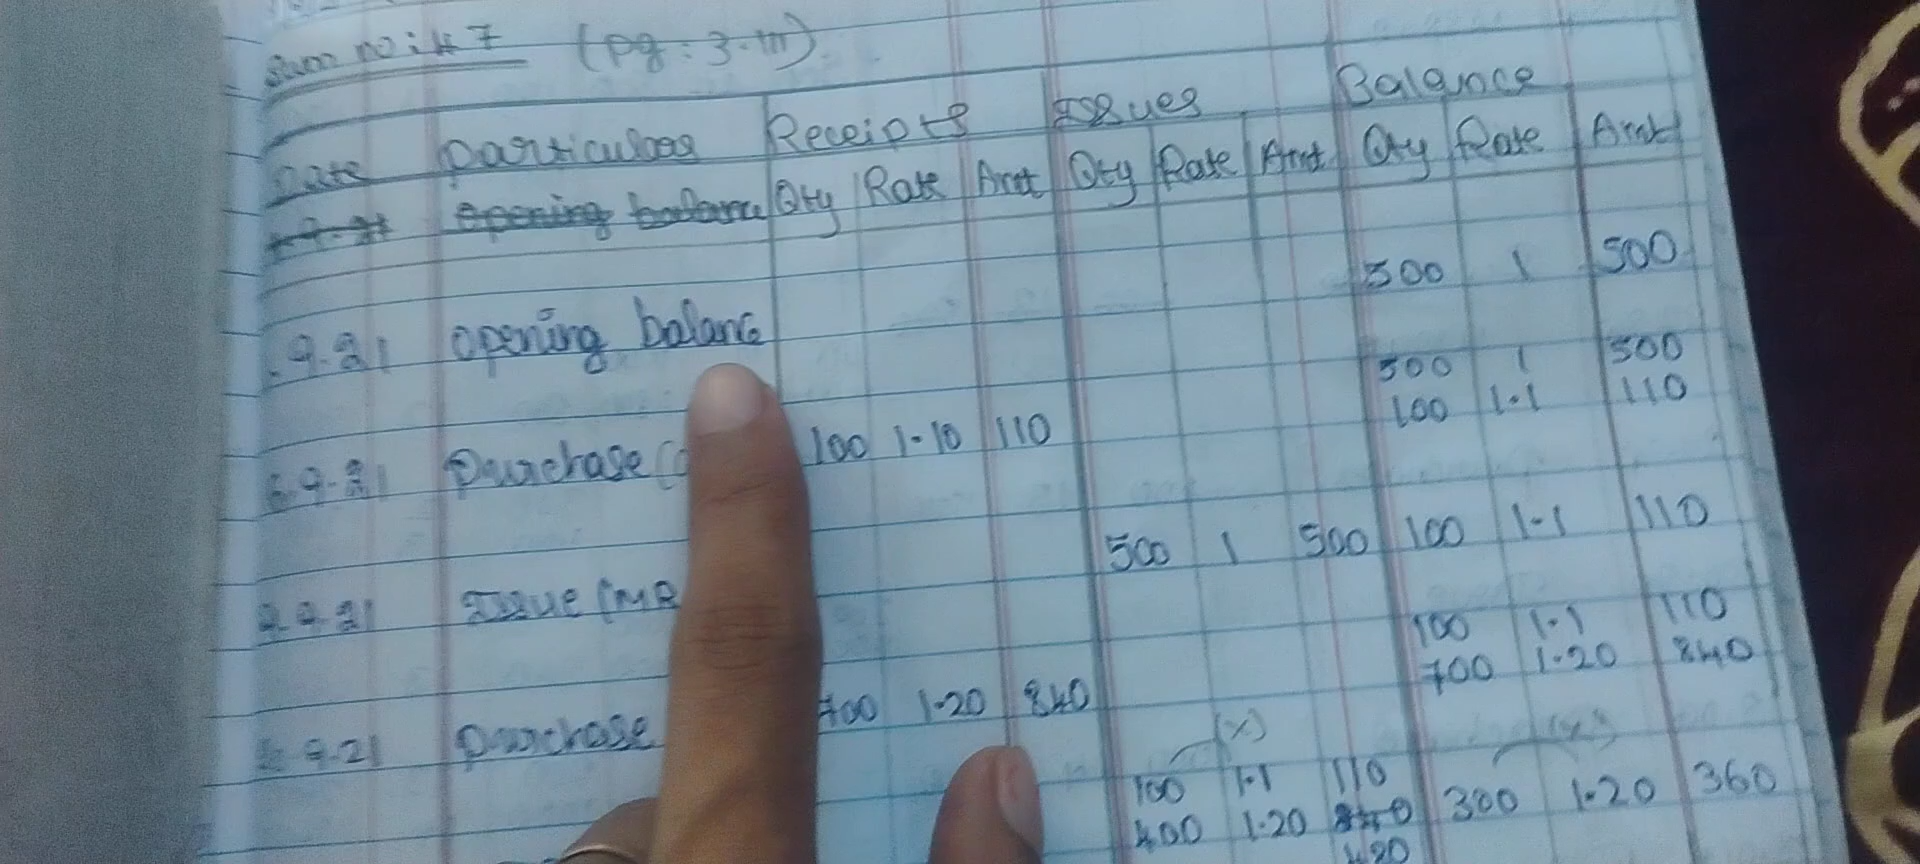 Sum no: 7 (pg: 3.111)
Date Particulars Receipts Issues Balance
Qty Rate Amt Qty Rate Amt Qty Rate Amt
opening balance
500 1 500
.9.21 opening balance
500 1 500
100 1.1 110
.9.21 purchase 100 1.10 110
500 1 500 100 1.1 110
.9.21 Issue (MR
100 1.1 110
700 1.20 840
.9.21 purchase 700 1.20 840
(x)
100 1.1 110
400 1.20 300 1.20 360
480